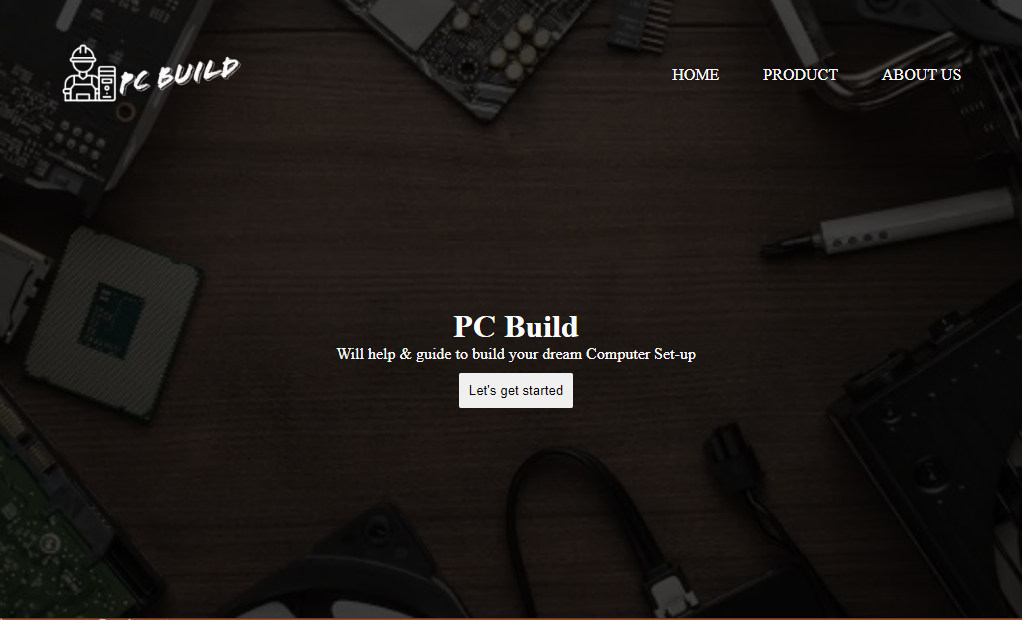 PC BUILD
HOME PRODUCT ABOUT US
PC Build
Will help & guide to build your dream Computer Set-up
Let's get started